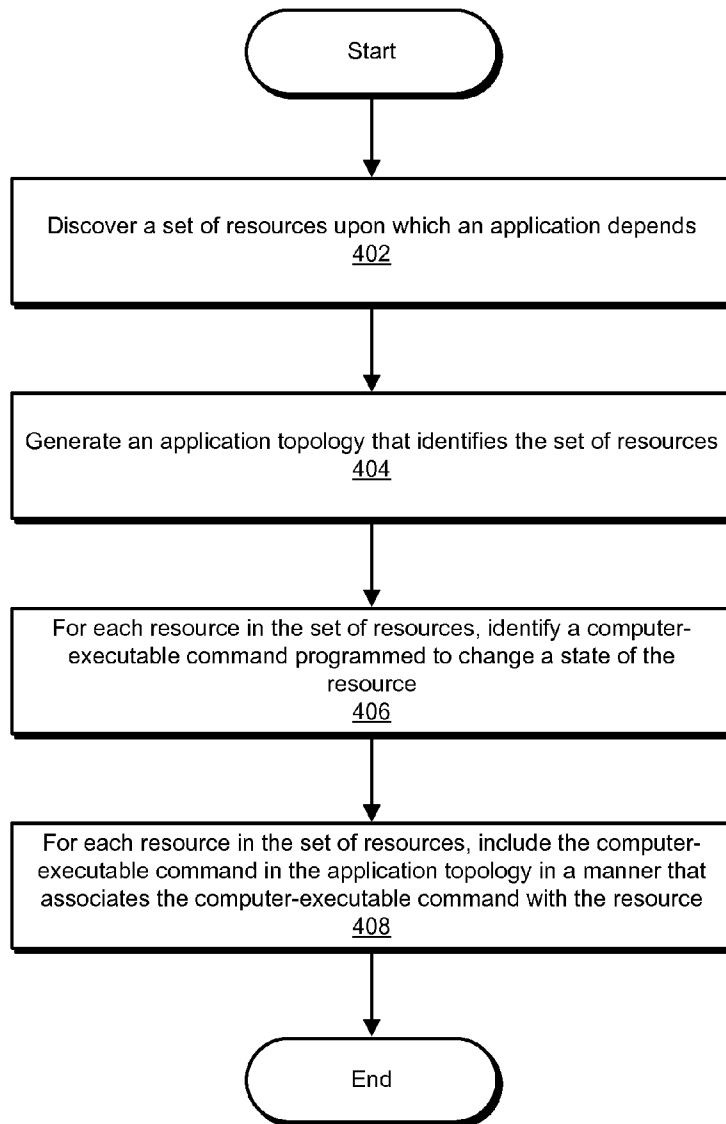 Start
Discover a set of resources upon which an application depends
402
Generate an application topology that identifies the set of resources
404
For each resource in the set of resources, identify a computer-
executable command programmed to change a state of the
resource
406
For each resource in the set of resources, include the computer-
executable command in the application topology in a manner that
associates the computer-executable command with the resource
408
End